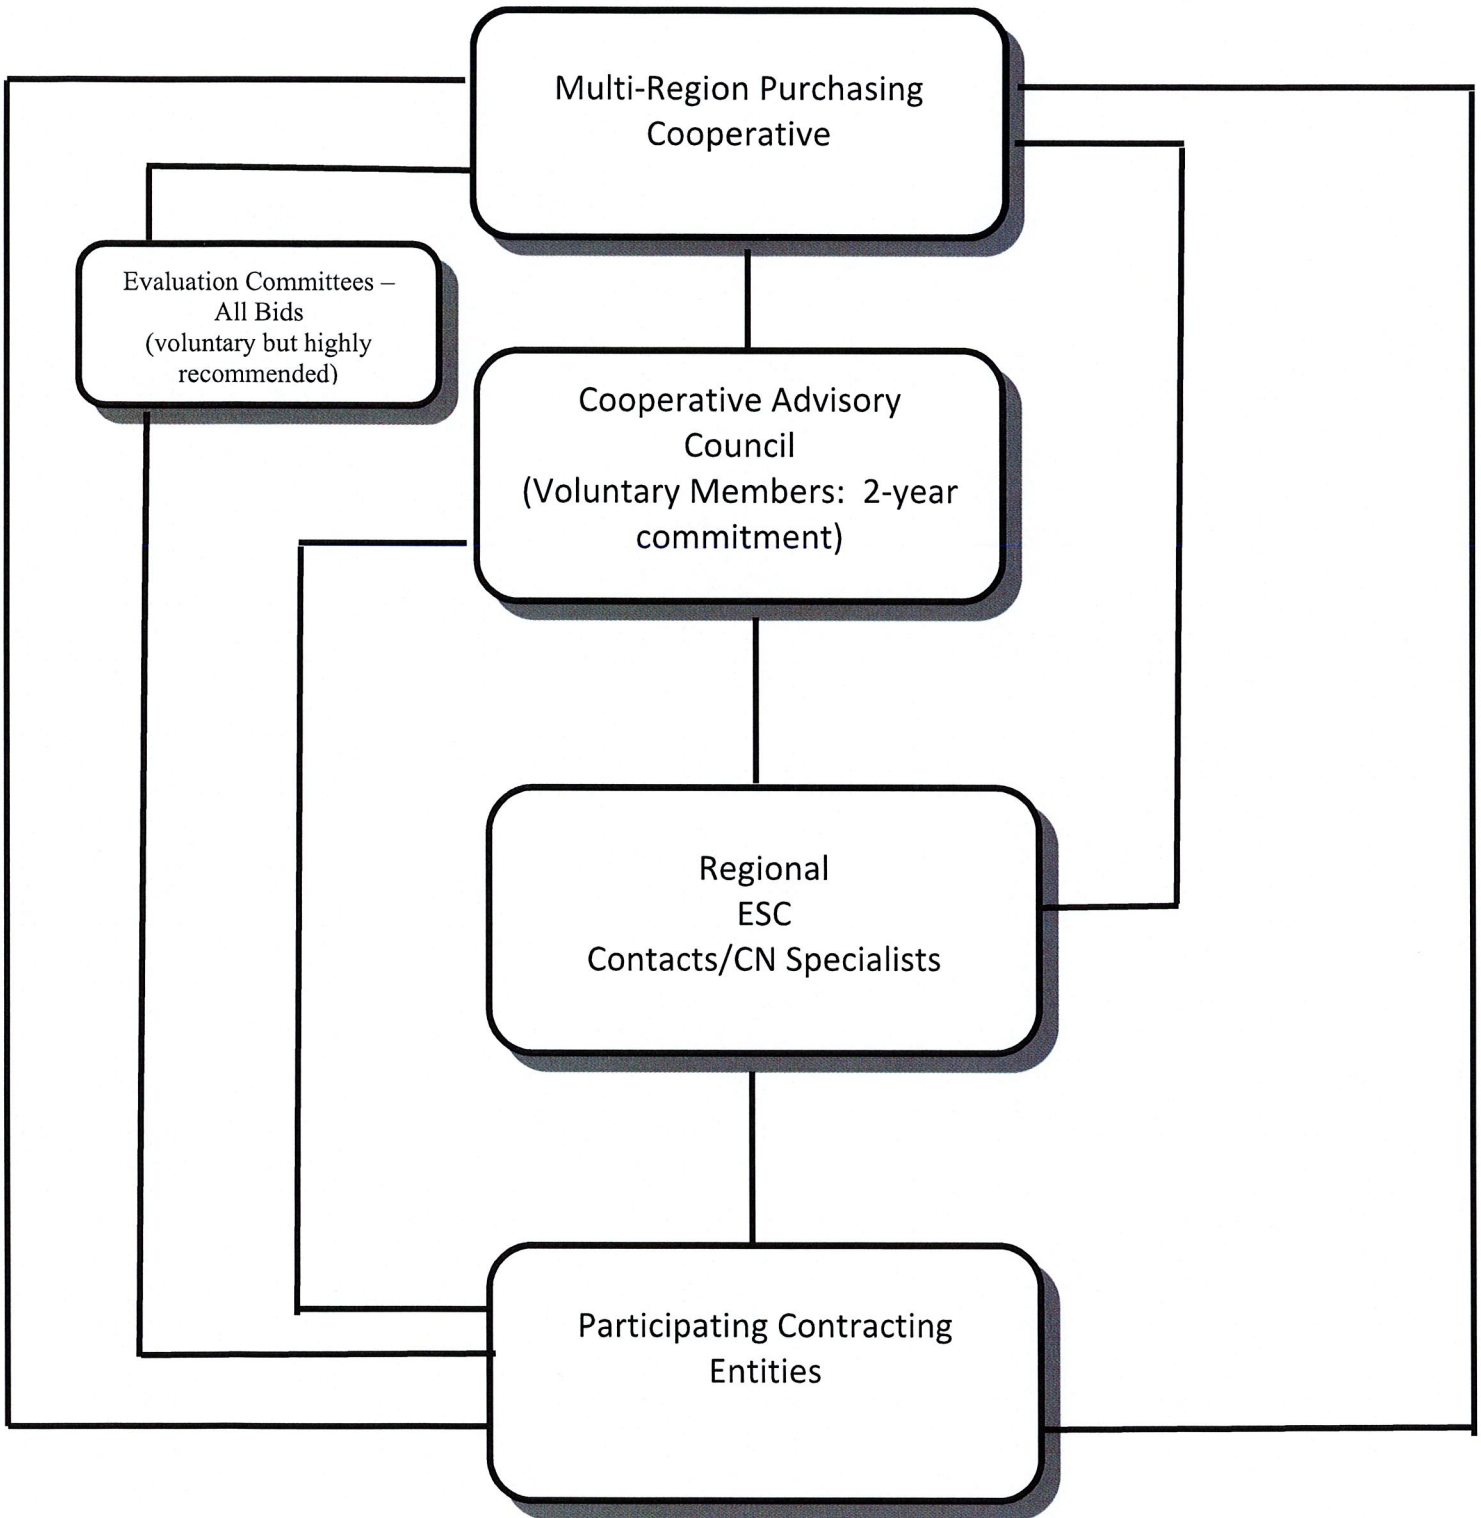 Multi-Region Purchasing
Cooperative
Evaluation Committees –
All Bids
(voluntary but highly
recommended)
Cooperative Advisory
Council
(Voluntary Members:  2-year
commitment)
Regional
ESC
Contacts/CN Specialists
Participating Contracting
Entities